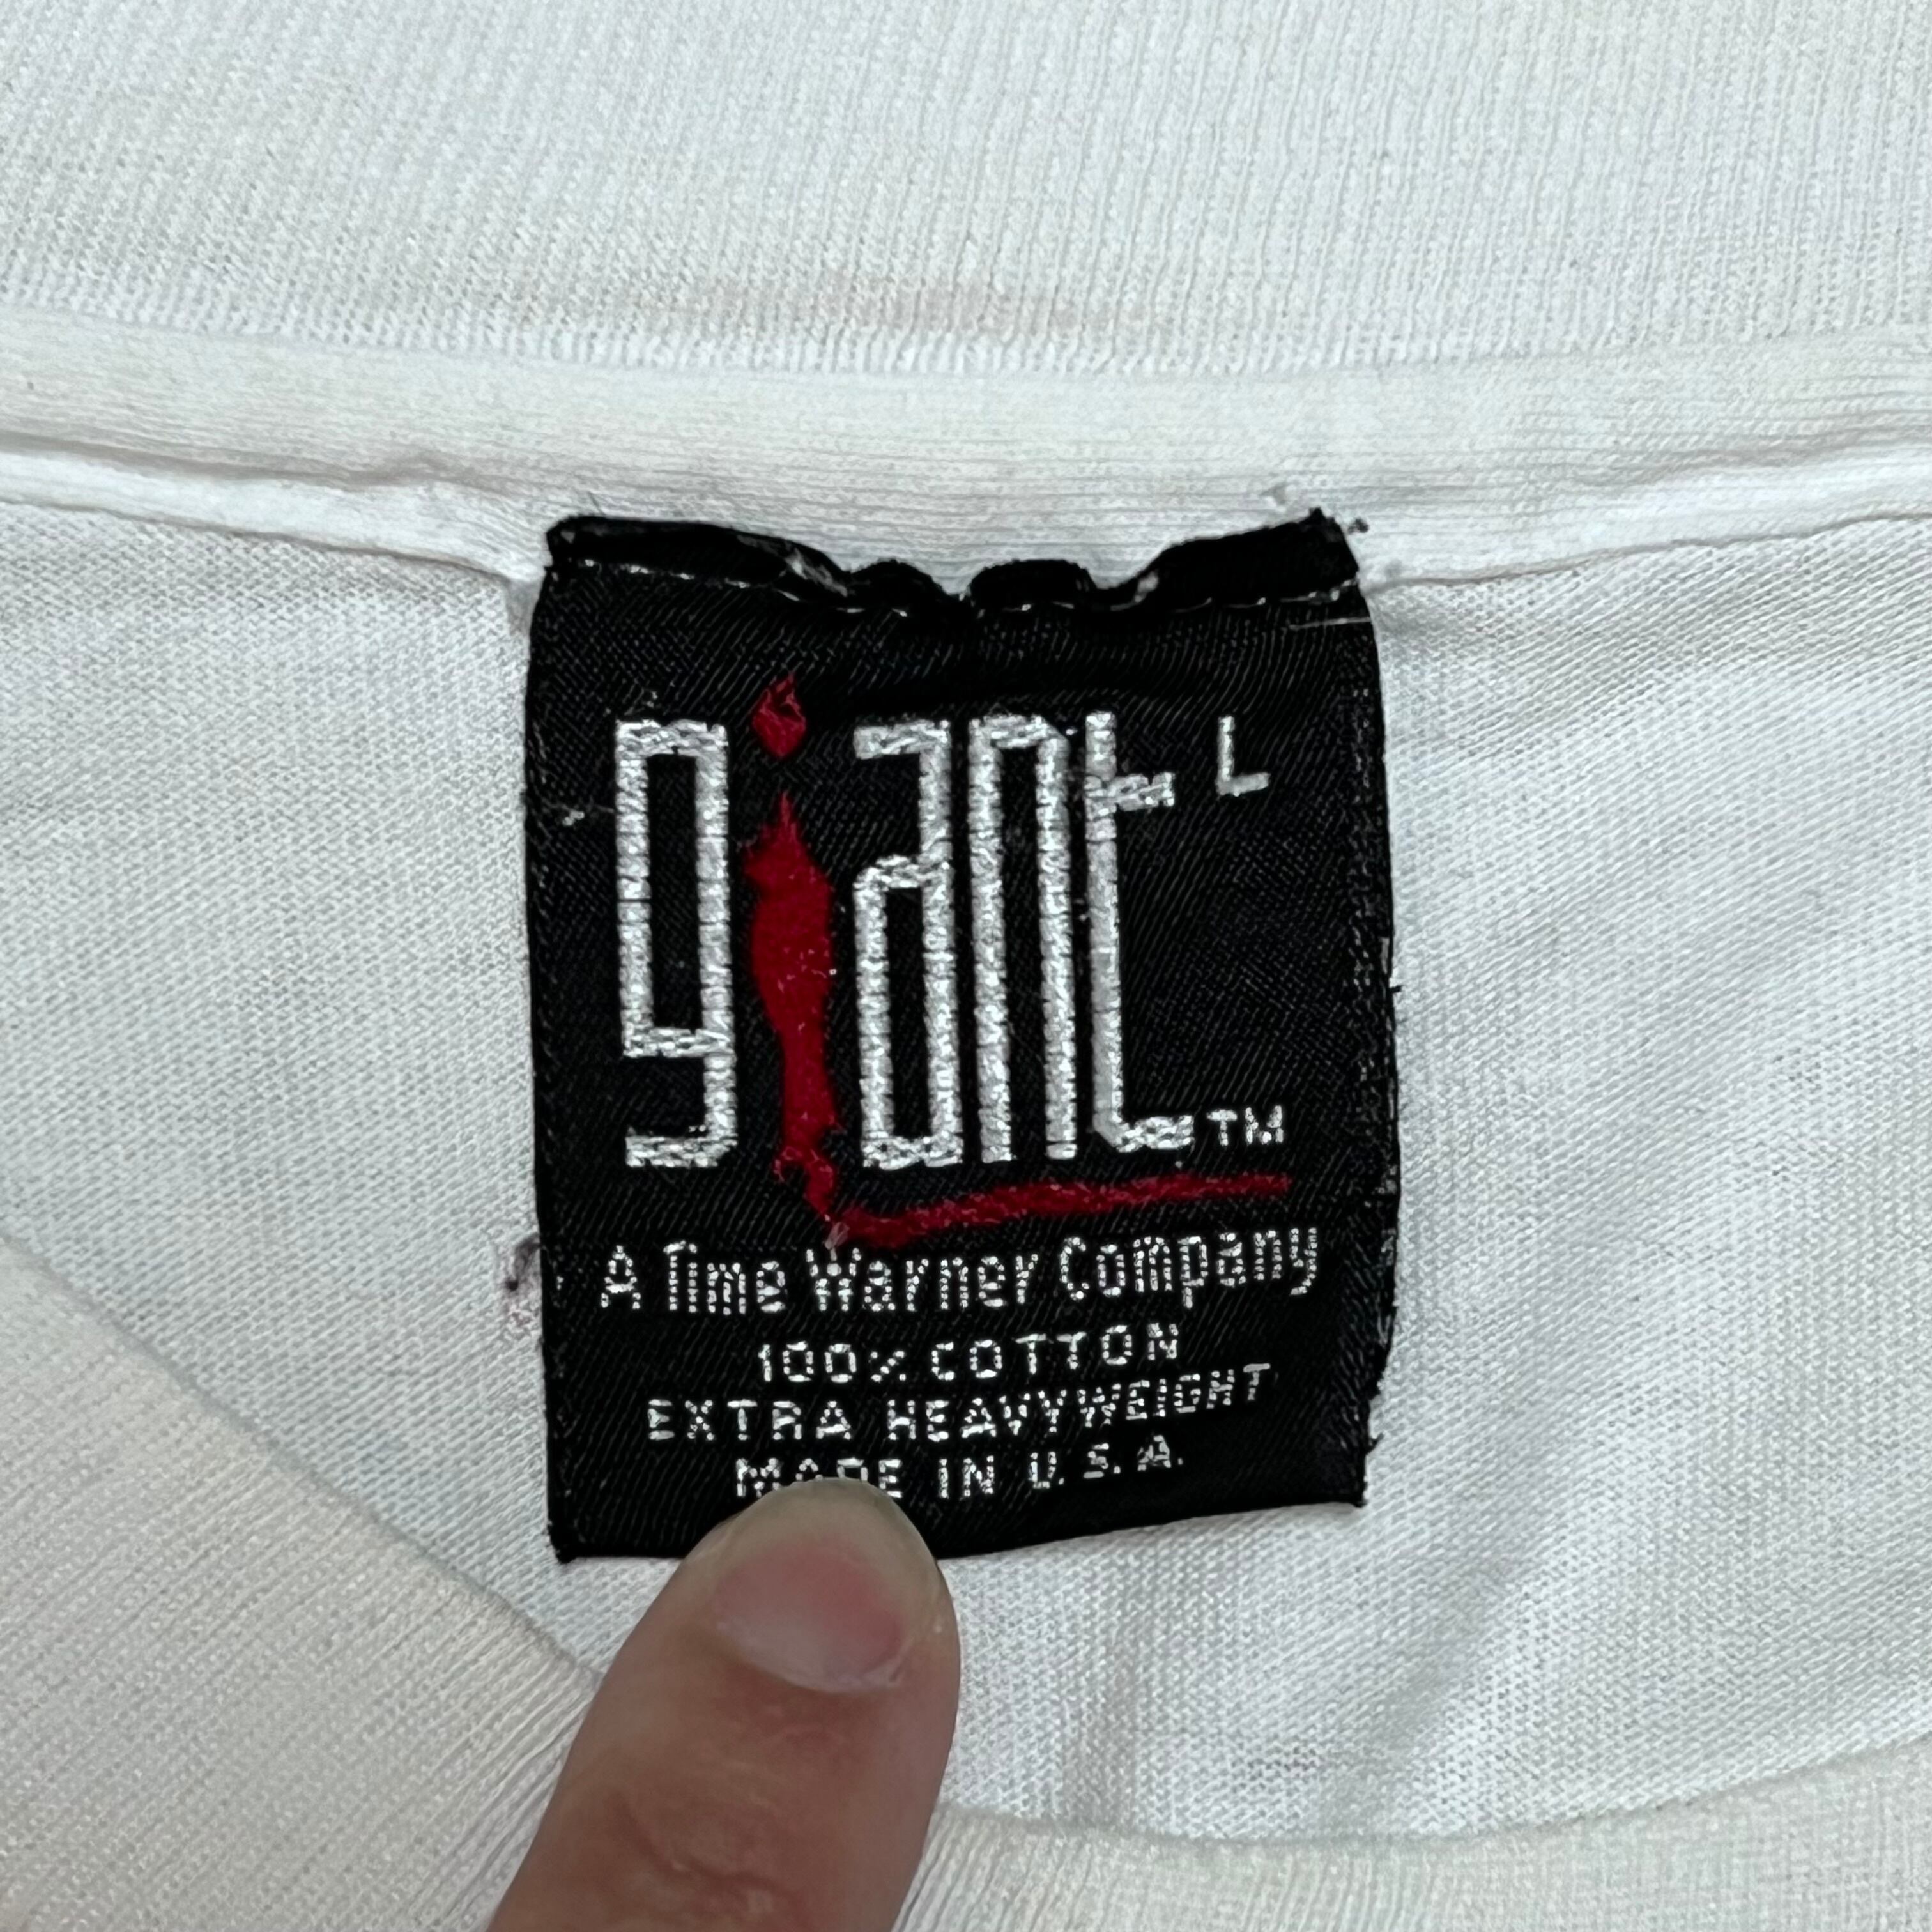 giant L
TM
A Time Warner Company
100% COTTON
EXTRA HEAVYWEIGHT
MADE IN U.S.A.